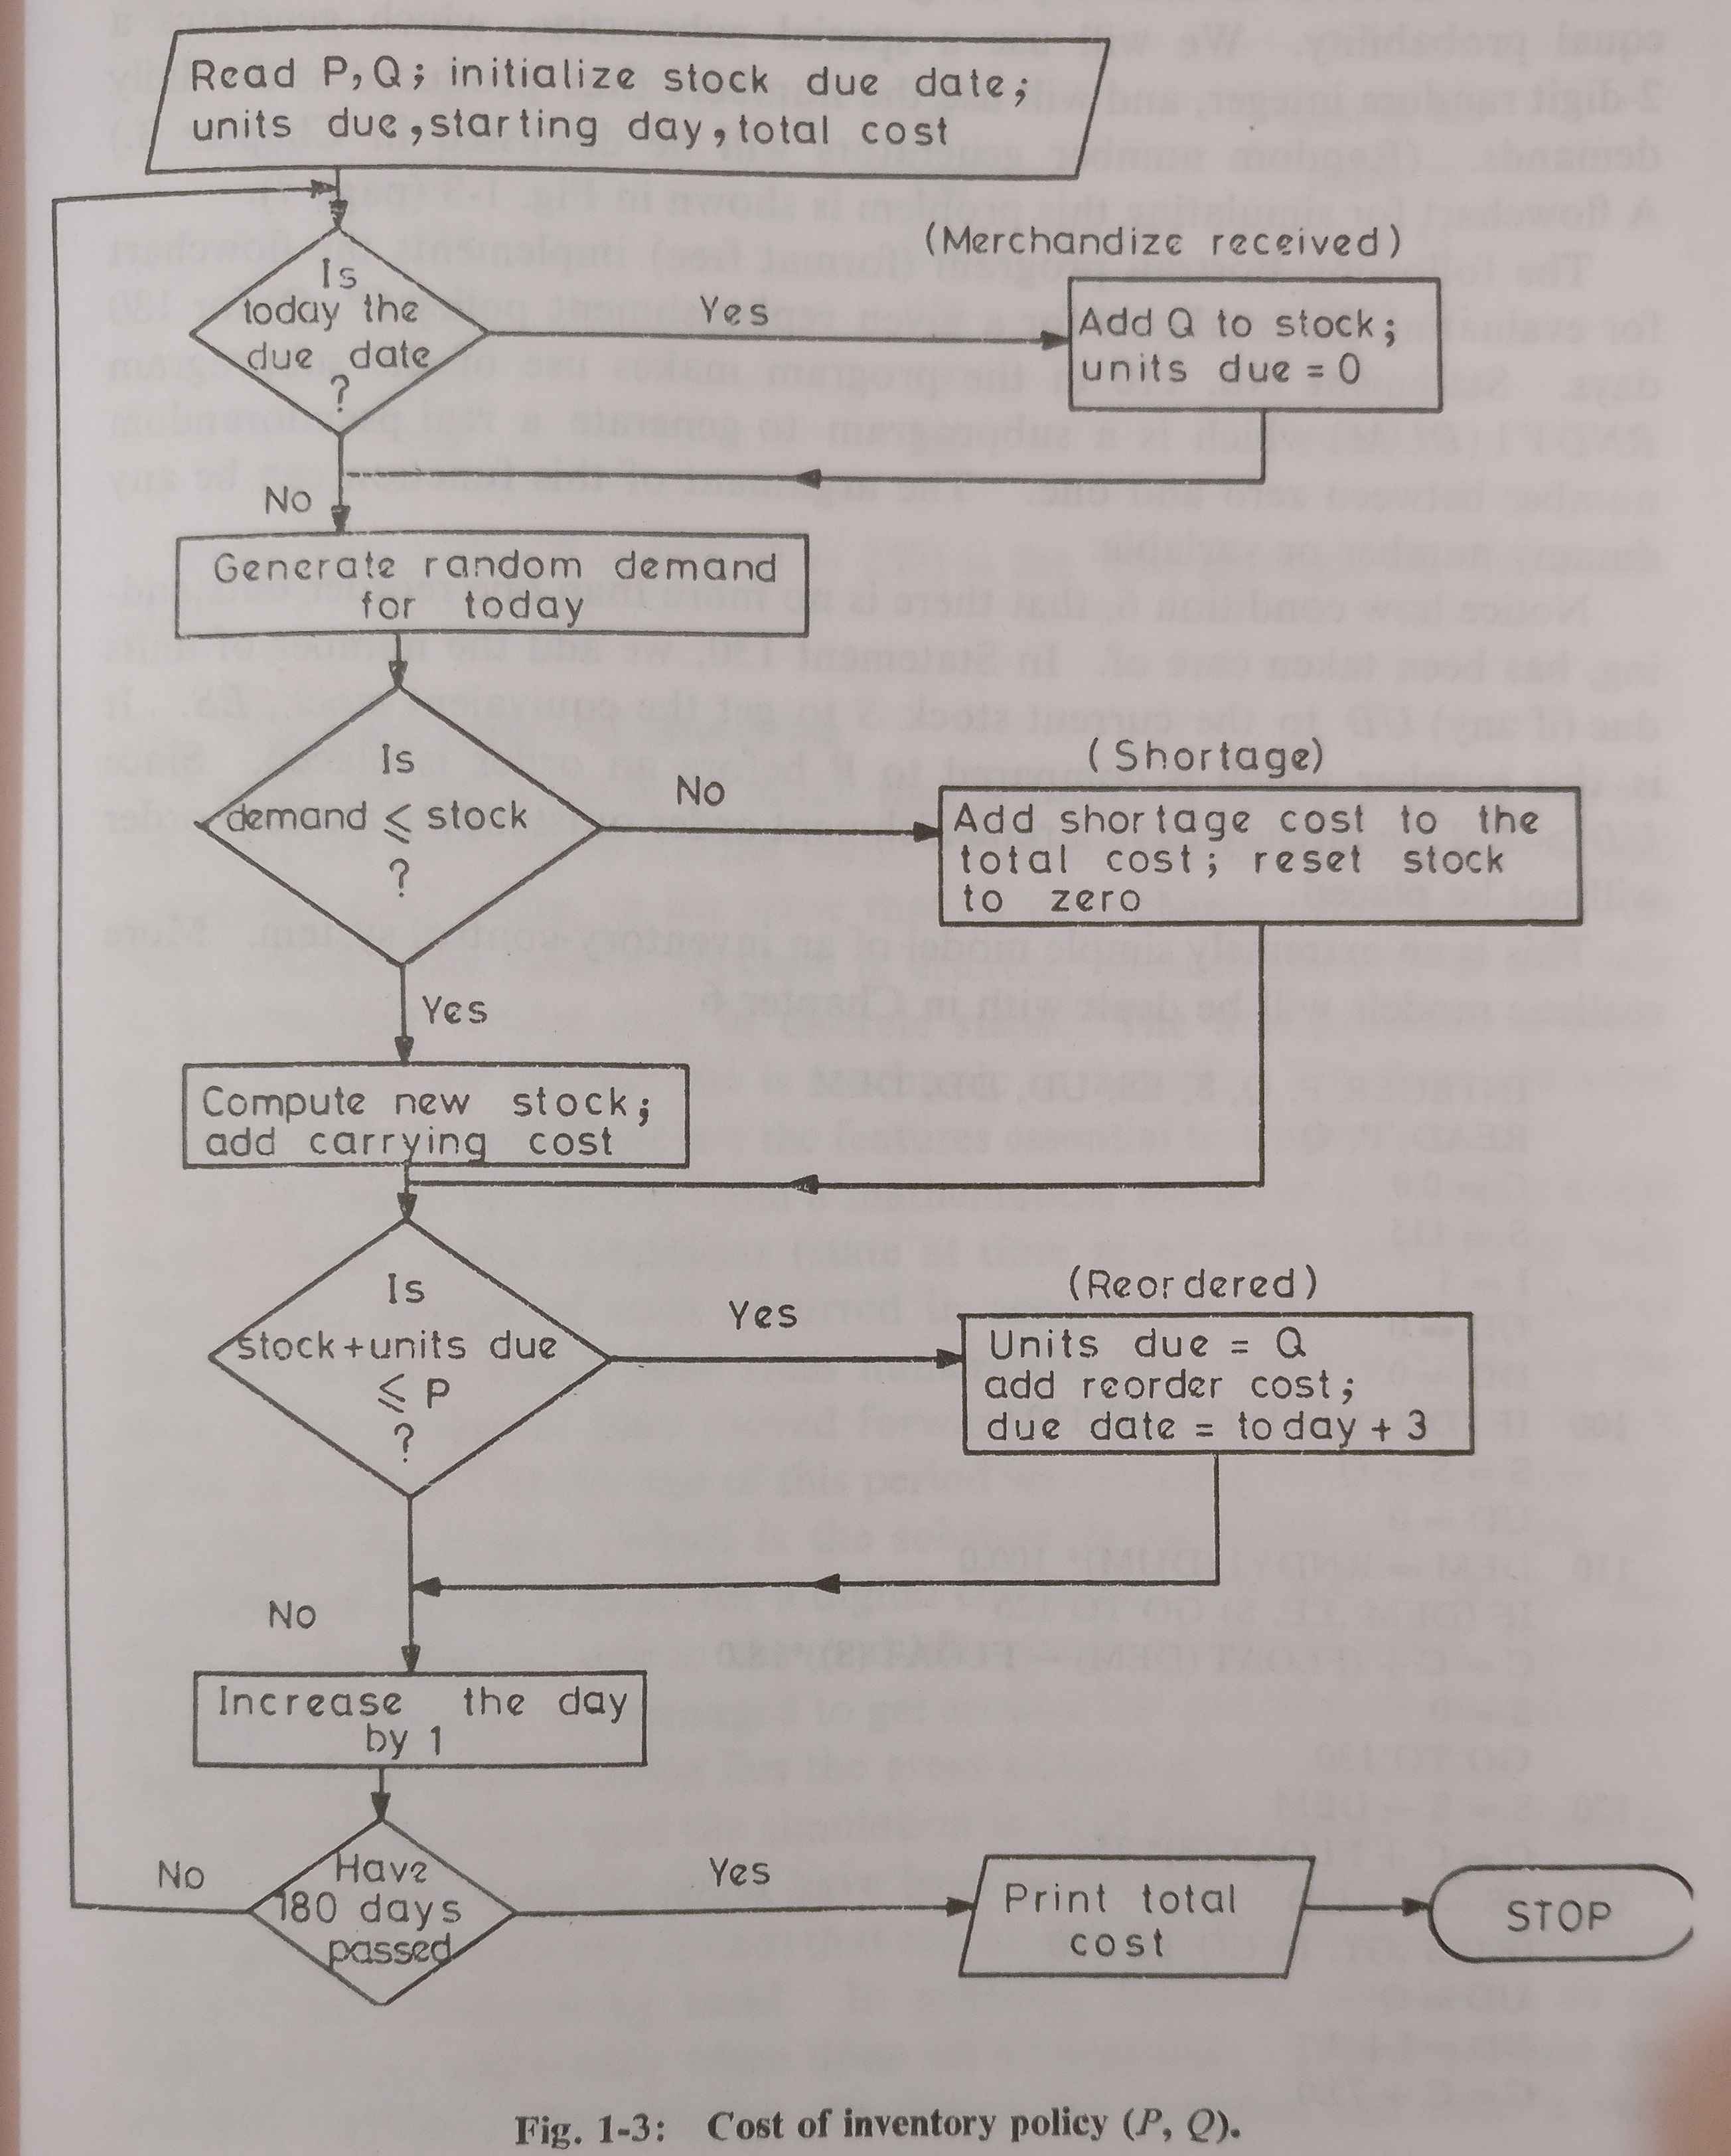 Read P,Q; initialize stock due date;
units due, starting day, total cost
Is
today the
due date
?
Yes
(Merchandize received)
Add Q to stock;
units due = 0
No
Generate random demand
for today
Is
demand ⩽ stock
?
No
(Shortage)
Add shortage cost to the
total cost; reset stock
to zero
Yes
Compute new stock;
add carrying cost
Is
stock+units due
⩽ P
?
Yes
(Reordered)
Units due = Q
add reorder cost;
due date = today + 3
No
Increase the day
by 1
Have
180 days
passed
No
Yes
Print total
cost
STOP
Fig. 1-3: Cost of inventory policy (P, Q).